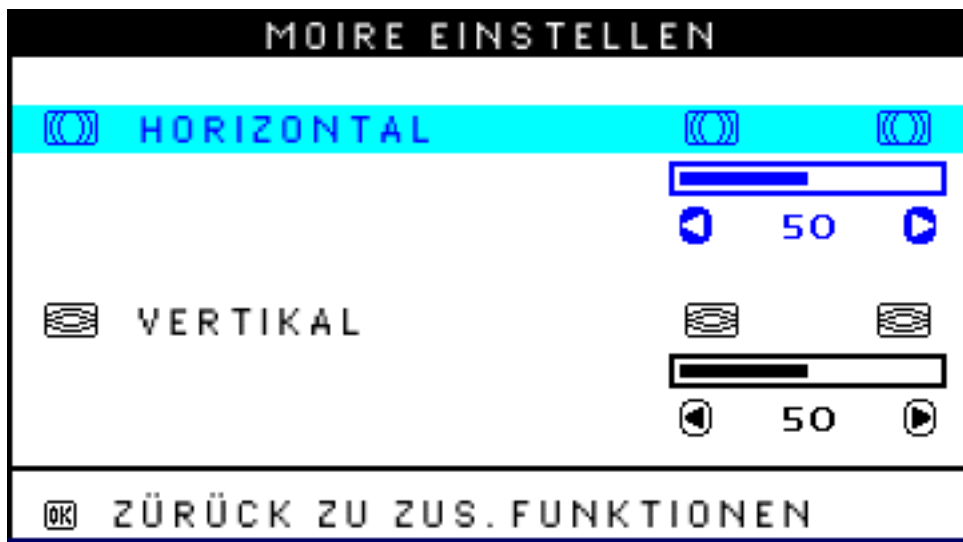 MOIRE EINSTELLEN
HORIZONTAL
50
VERTIKAL
50
OK ZÜRÜCK ZU ZUS.FUNKTIONEN